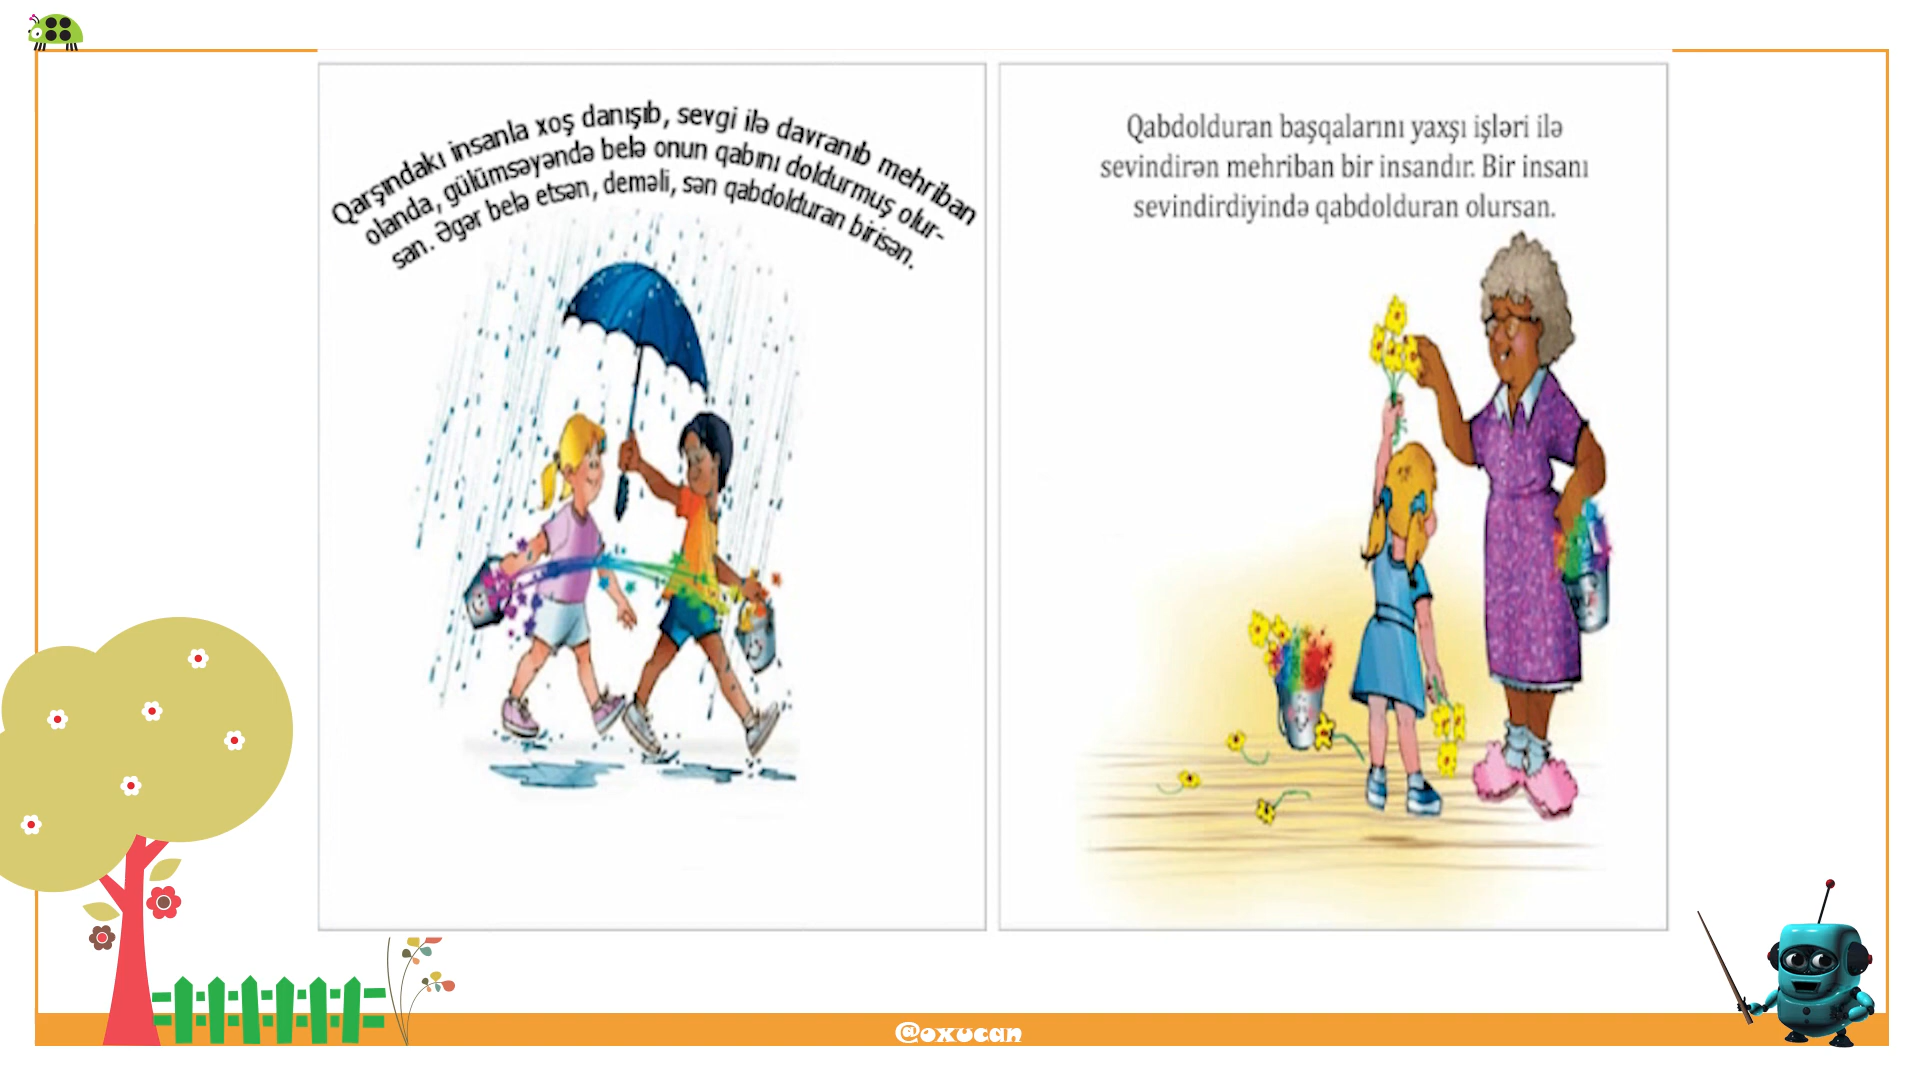 Qarşındakı insanla xoş danışıb, sevgi ilə davranıb mehriban
olanda, gülümsəyəndə belə onun qabını doldurmuş olur-
san. Əgər belə etsən, deməli, sən qabdolduran birisən.
Qabdolduran başqalarını yaxşı işləri ilə
sevindirən mehriban bir insandır. Bir insanı
sevindirdiyində qabdolduran olursan.
@oxucan